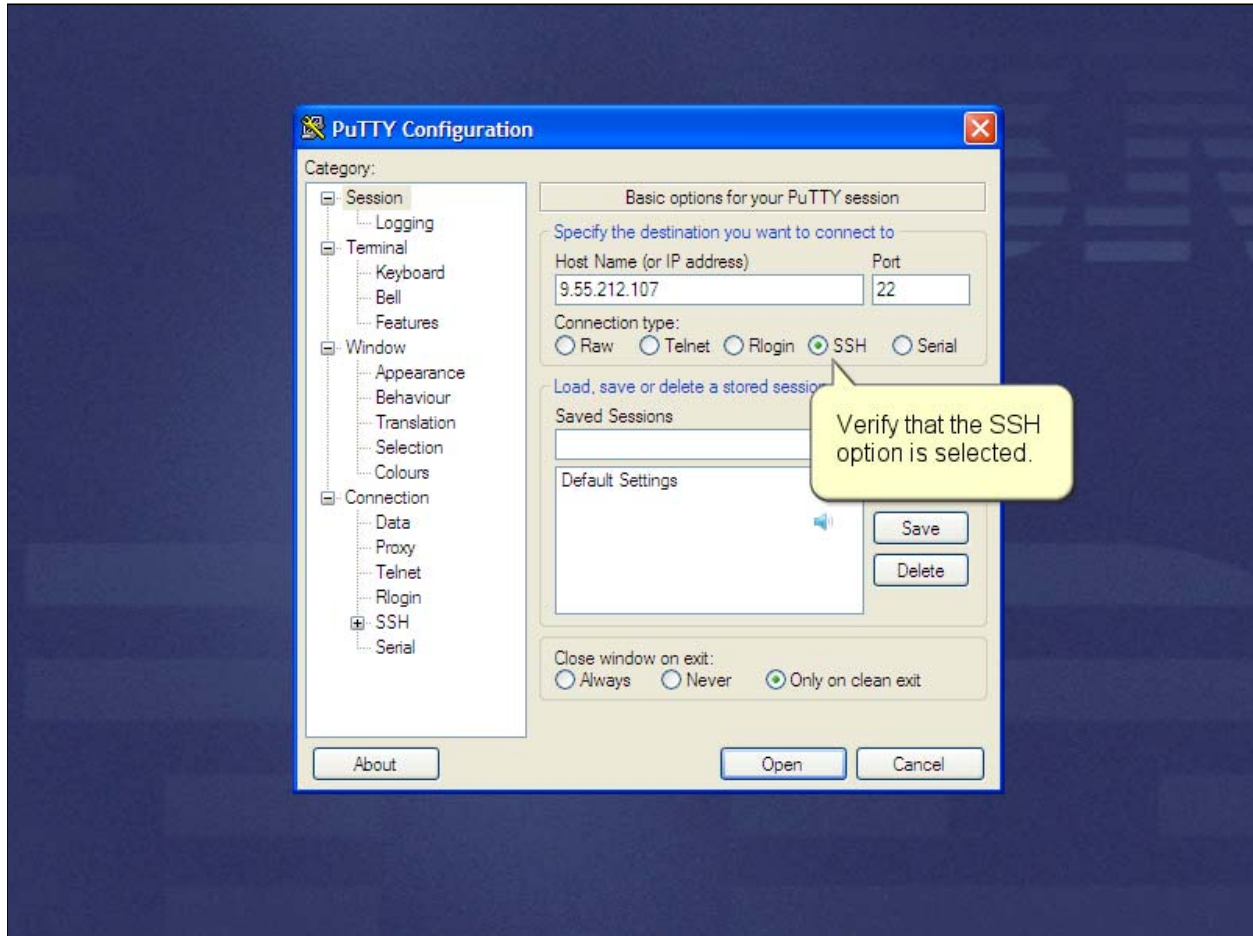 PuTTY Configuration
Category:
Session
Logging
Terminal
Keyboard
Bell
Features
Window
Appearance
Behaviour
Translation
Selection
Colours
Connection
Data
Proxy
Telnet
Rlogin
SSH
Serial
Basic options for your PuTTY session
Specify the destination you want to connect to
Host Name (or IP address) Port
9.55.212.107 22
Connection type:
Raw Telnet Rlogin SSH Serial
Load, save or delete a stored session
Saved Sessions
Default Settings
Verify that the SSH
option is selected.
Save
Delete
Close window on exit:
Always Never Only on clean exit
About Open Cancel